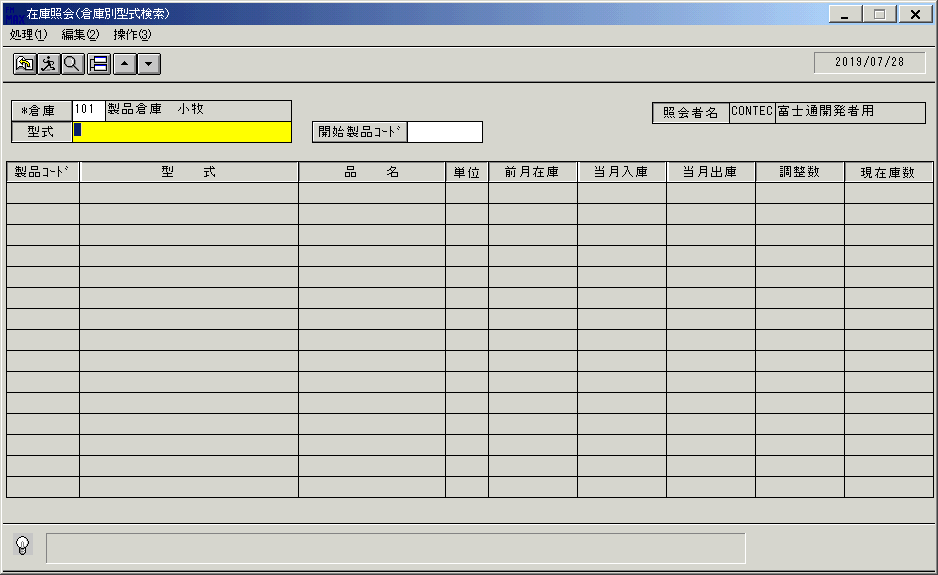 在庫照会(倉庫別型式検索)
処理(1) 編集(2) 操作(3)
2019/07/28
*倉庫 101 製品倉庫 小牧
照会者名 CONTEC 富士通開発者用
型式 開始製品ｺｰﾄﾞ
製品ｺｰﾄﾞ 型 式 品 名 単位 前月在庫 当月入庫 当月出庫 調整数 現在庫数